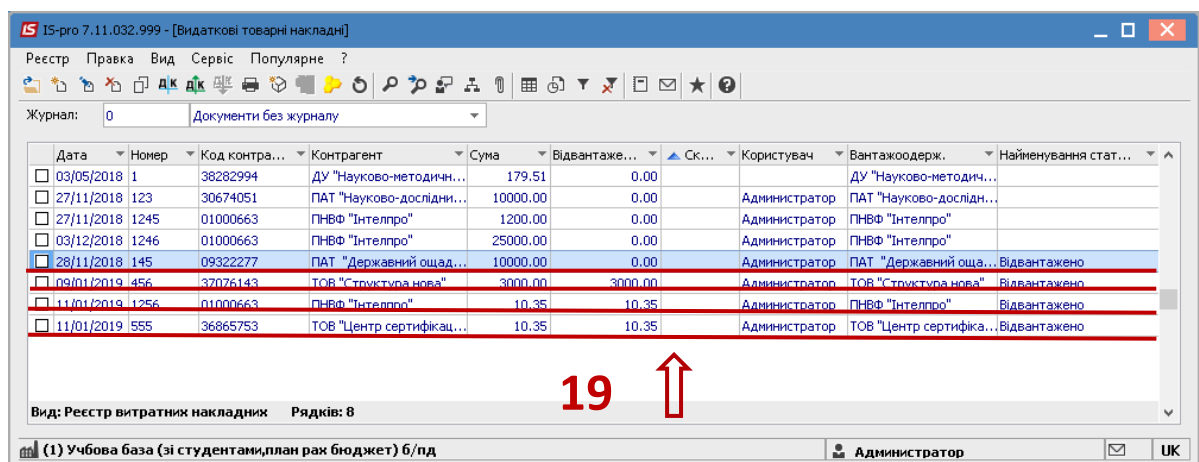 IS-pro 7.11.032.999 - [Видаткові товарні накладні]
Реєстр Правка Вид Сервіс Популярне ?
Журнал: 0 Документи без журналу
Дата Номер Код контра... Контрагент Сума Відвантаже... Ск... Користувач Вантажоодерж. Найменування стат...
03/05/2018 1 38282994 ДУ "Науково-методичн... 179.51 0.00 ДУ "Науково-методич...
27/11/2018 123 30674051 ПАТ "Науково-дослідни... 10000.00 0.00 Администратор ПАТ "Науково-дослідн...
27/11/2018 1245 01000663 ПНВФ "Інтелпро" 1200.00 0.00 Администратор ПНВФ "Інтелпро"
03/12/2018 1246 01000663 ПНВФ "Інтелпро" 25000.00 0.00 Администратор ПНВФ "Інтелпро"
28/11/2018 145 09322277 ПАТ "Державний ощад... 10000.00 0.00 Администратор ПАТ "Державний оща... Відвантажено
09/01/2019 456 37076143 ТОВ "Структура нова" 3000.00 3000.00 Администратор ТОВ "Структура нова" Відвантажено
11/01/2019 1256 01000663 ПНВФ "Інтелпро" 10.35 10.35 Администратор ПНВФ "Інтелпро" Відвантажено
11/01/2019 555 36865753 ТОВ "Центр сертифікац... 10.35 10.35 Администратор ТОВ "Центр сертифіка... Відвантажено
19
Вид: Реєстр витратних накладних Рядків: 8
(1) Учбова база (зі студентами,план рах бюджет) б/пд Администратор UK